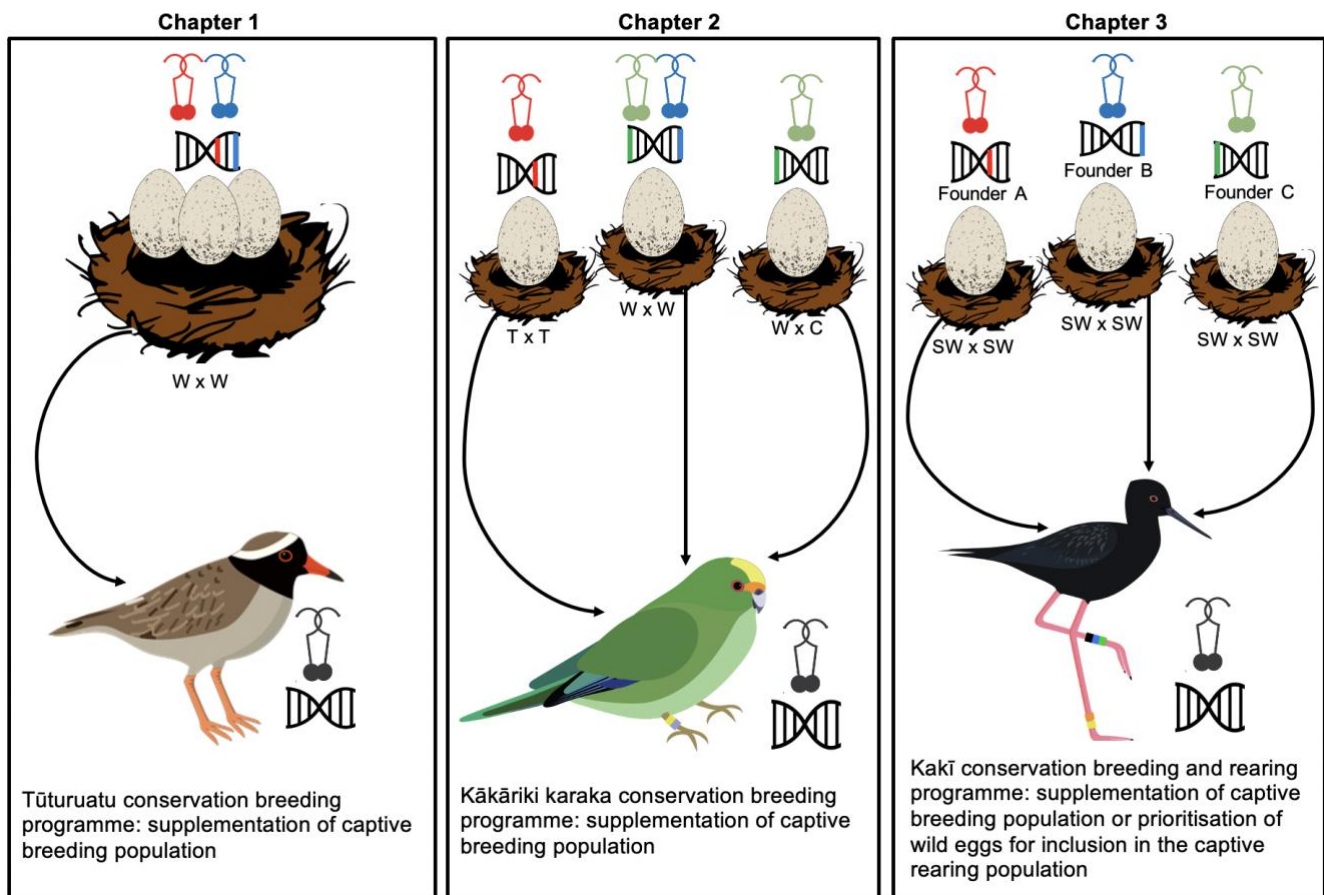 Chapter 1
W x W
Tūturuatu conservation breeding
programme: supplementation of captive
breeding population
Chapter 2
T x T
W x W
W x C
Kākāriki karaka conservation breeding
programme: supplementation of captive
breeding population
Chapter 3
Founder A
Founder B
Founder C
SW x SW
SW x SW
SW x SW
Kakī conservation breeding and rearing
programme: supplementation of captive
breeding population or prioritisation of
wild eggs for inclusion in the captive
rearing population